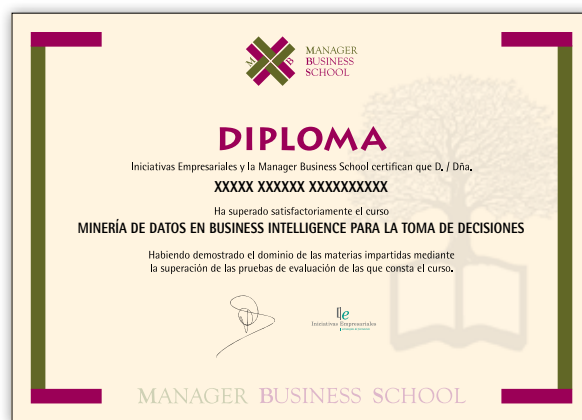 M B
MANAGER
BUSINESS
SCHOOL
DIPLOMA
Iniciativas Empresariales y la Manager Business School certifican que D. / Dña.
XXXXX XXXXXX XXXXXXXXXX
Ha superado satisfactoriamente el curso
MINERÍA DE DATOS EN BUSINESS INTELLIGENCE PARA LA TOMA DE DECISIONES
Habiendo demostrado el dominio de las materias impartidas mediante
la superación de las pruebas de evaluación de las que consta el curso.
Iniciativas Empresariales
MANAGER BUSINESS SCHOOL